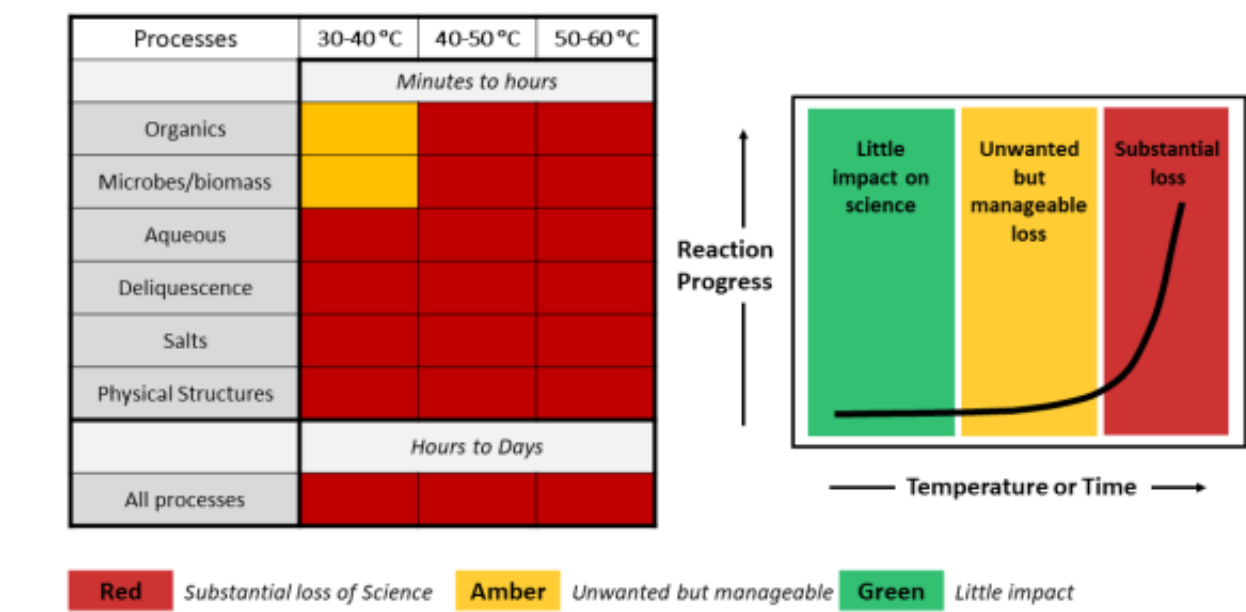 Processes 30-40 °C 40-50 °C 50-60 °C
Minutes to hours
Organics
Microbes/biomass
Aqueous
Deliquescence
Salts
Physical Structures
Hours to Days
All processes
Reaction
Progress
Little
impact on
science
Unwanted
but
manageable
loss
Substantial
loss
Temperature or Time
Red Substantial loss of Science Amber Unwanted but manageable Green Little impact